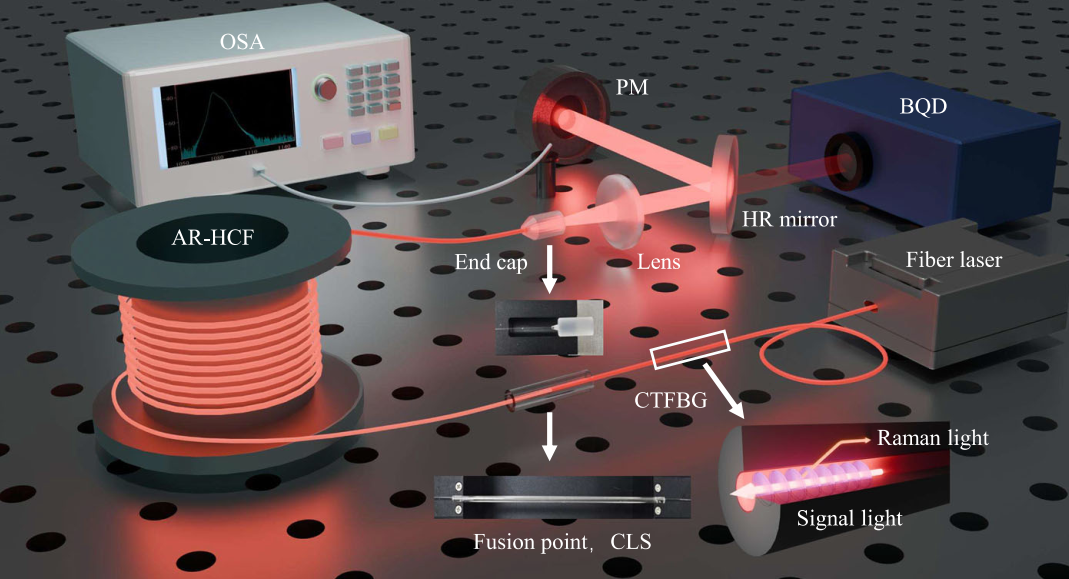 OSA
PM
BQD
AR-HCF
HR mirror
End cap
Lens
Fiber laser
CTFBG
Raman light
Signal light
Fusion point, CLS